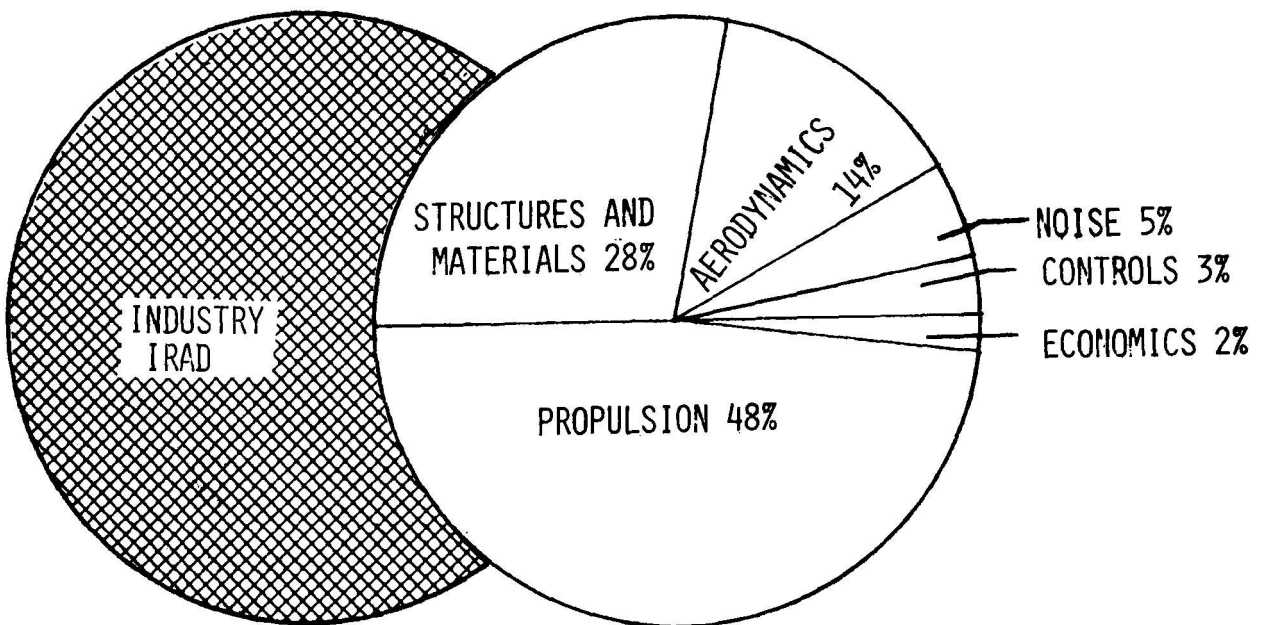 INDUSTRY
IRAD
STRUCTURES AND
MATERIALS 28%
AERODYNAMICS
14%
NOISE 5%
CONTROLS 3%
ECONOMICS 2%
PROPULSION 48%